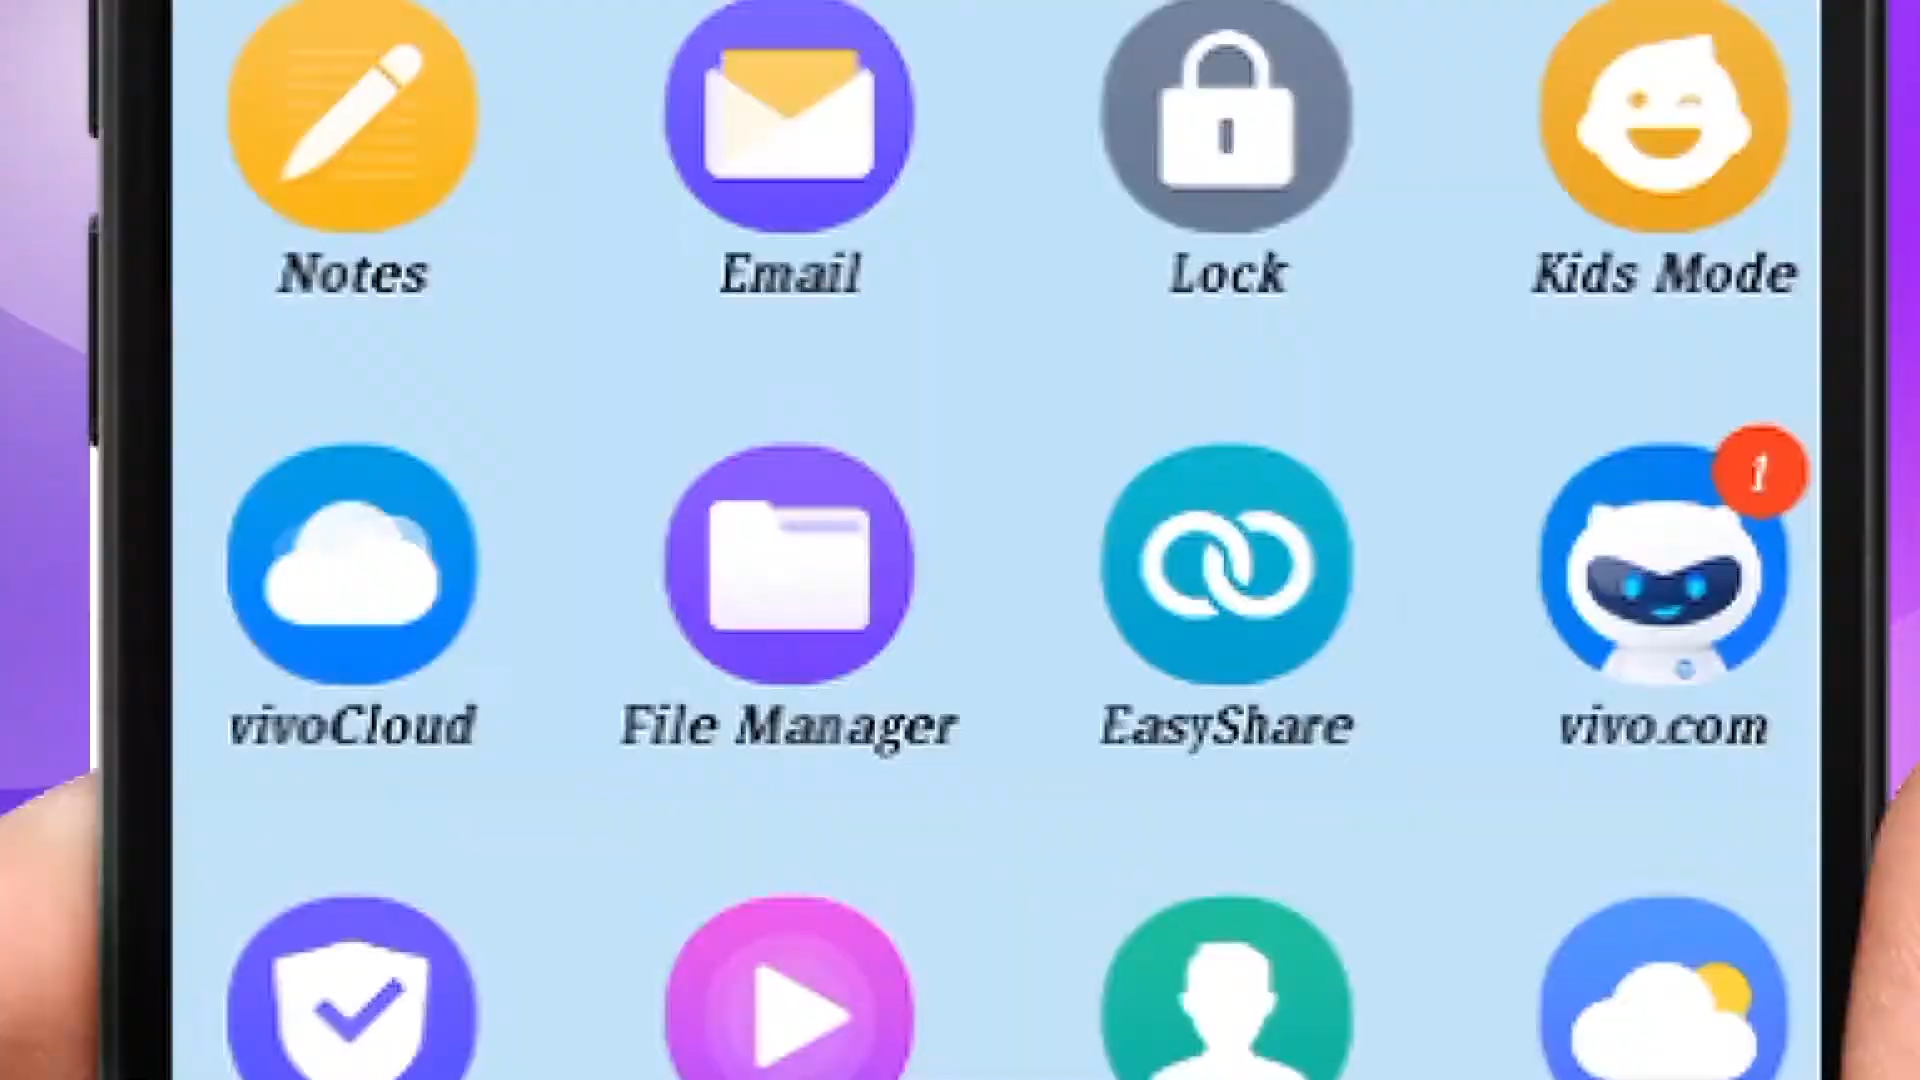 Notes
Email
Lock
Kids Mode
1
vivoCloud
File Manager
EasyShare
vivo.com